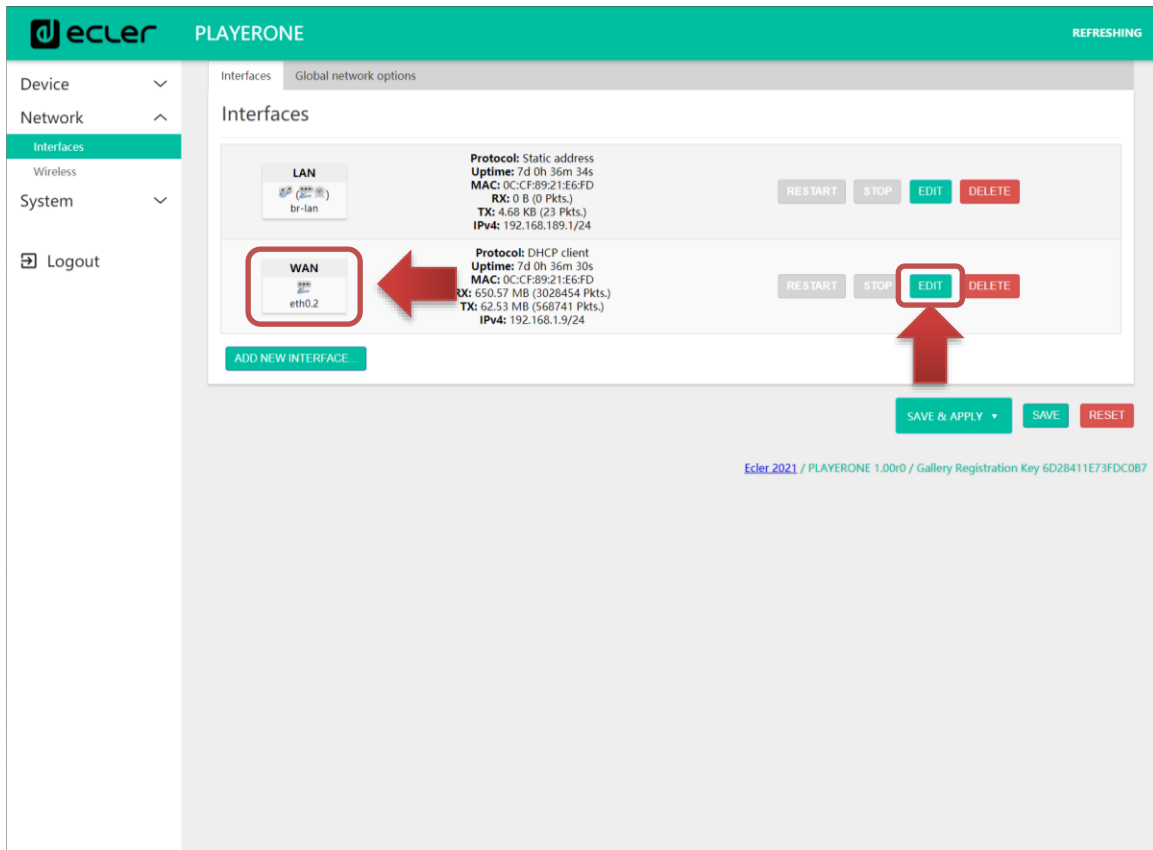 ecler
PLAYERONE
REFRESHING
Device
Network
Interfaces
Wireless
System
Logout
Interfaces
Global network options
Interfaces
LAN
br-lan
Protocol: Static address
Uptime: 7d 0h 36m 34s
MAC: 0C:CF:89:21:E6:FD
RX: 0 B (0 Pkts.)
TX: 4.68 KB (23 Pkts.)
IPv4: 192.168.189.1/24
RESTART
STOP
EDIT
DELETE
WAN
eth0.2
Protocol: DHCP client
Uptime: 7d 0h 36m 30s
MAC: 0C:CF:89:21:E6:FD
RX: 650.57 MB (3028454 Pkts.)
TX: 62.53 MB (568741 Pkts.)
IPv4: 192.168.1.9/24
RESTART
STOP
EDIT
DELETE
ADD NEW INTERFACE...
SAVE & APPLY
SAVE
RESET
Ecler 2021 / PLAYERONE 1.00r0 / Gallery Registration Key 6D28411E73FDC0B7